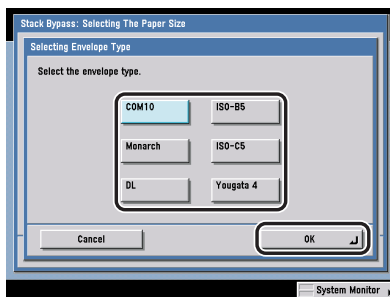 Stack Bypass: Selecting The Paper Size
Selecting Envelope Type
Select the envelope type.
COM10 ISO-B5
Monarch ISO-C5
DL Yougata 4
Cancel OK
System Monitor